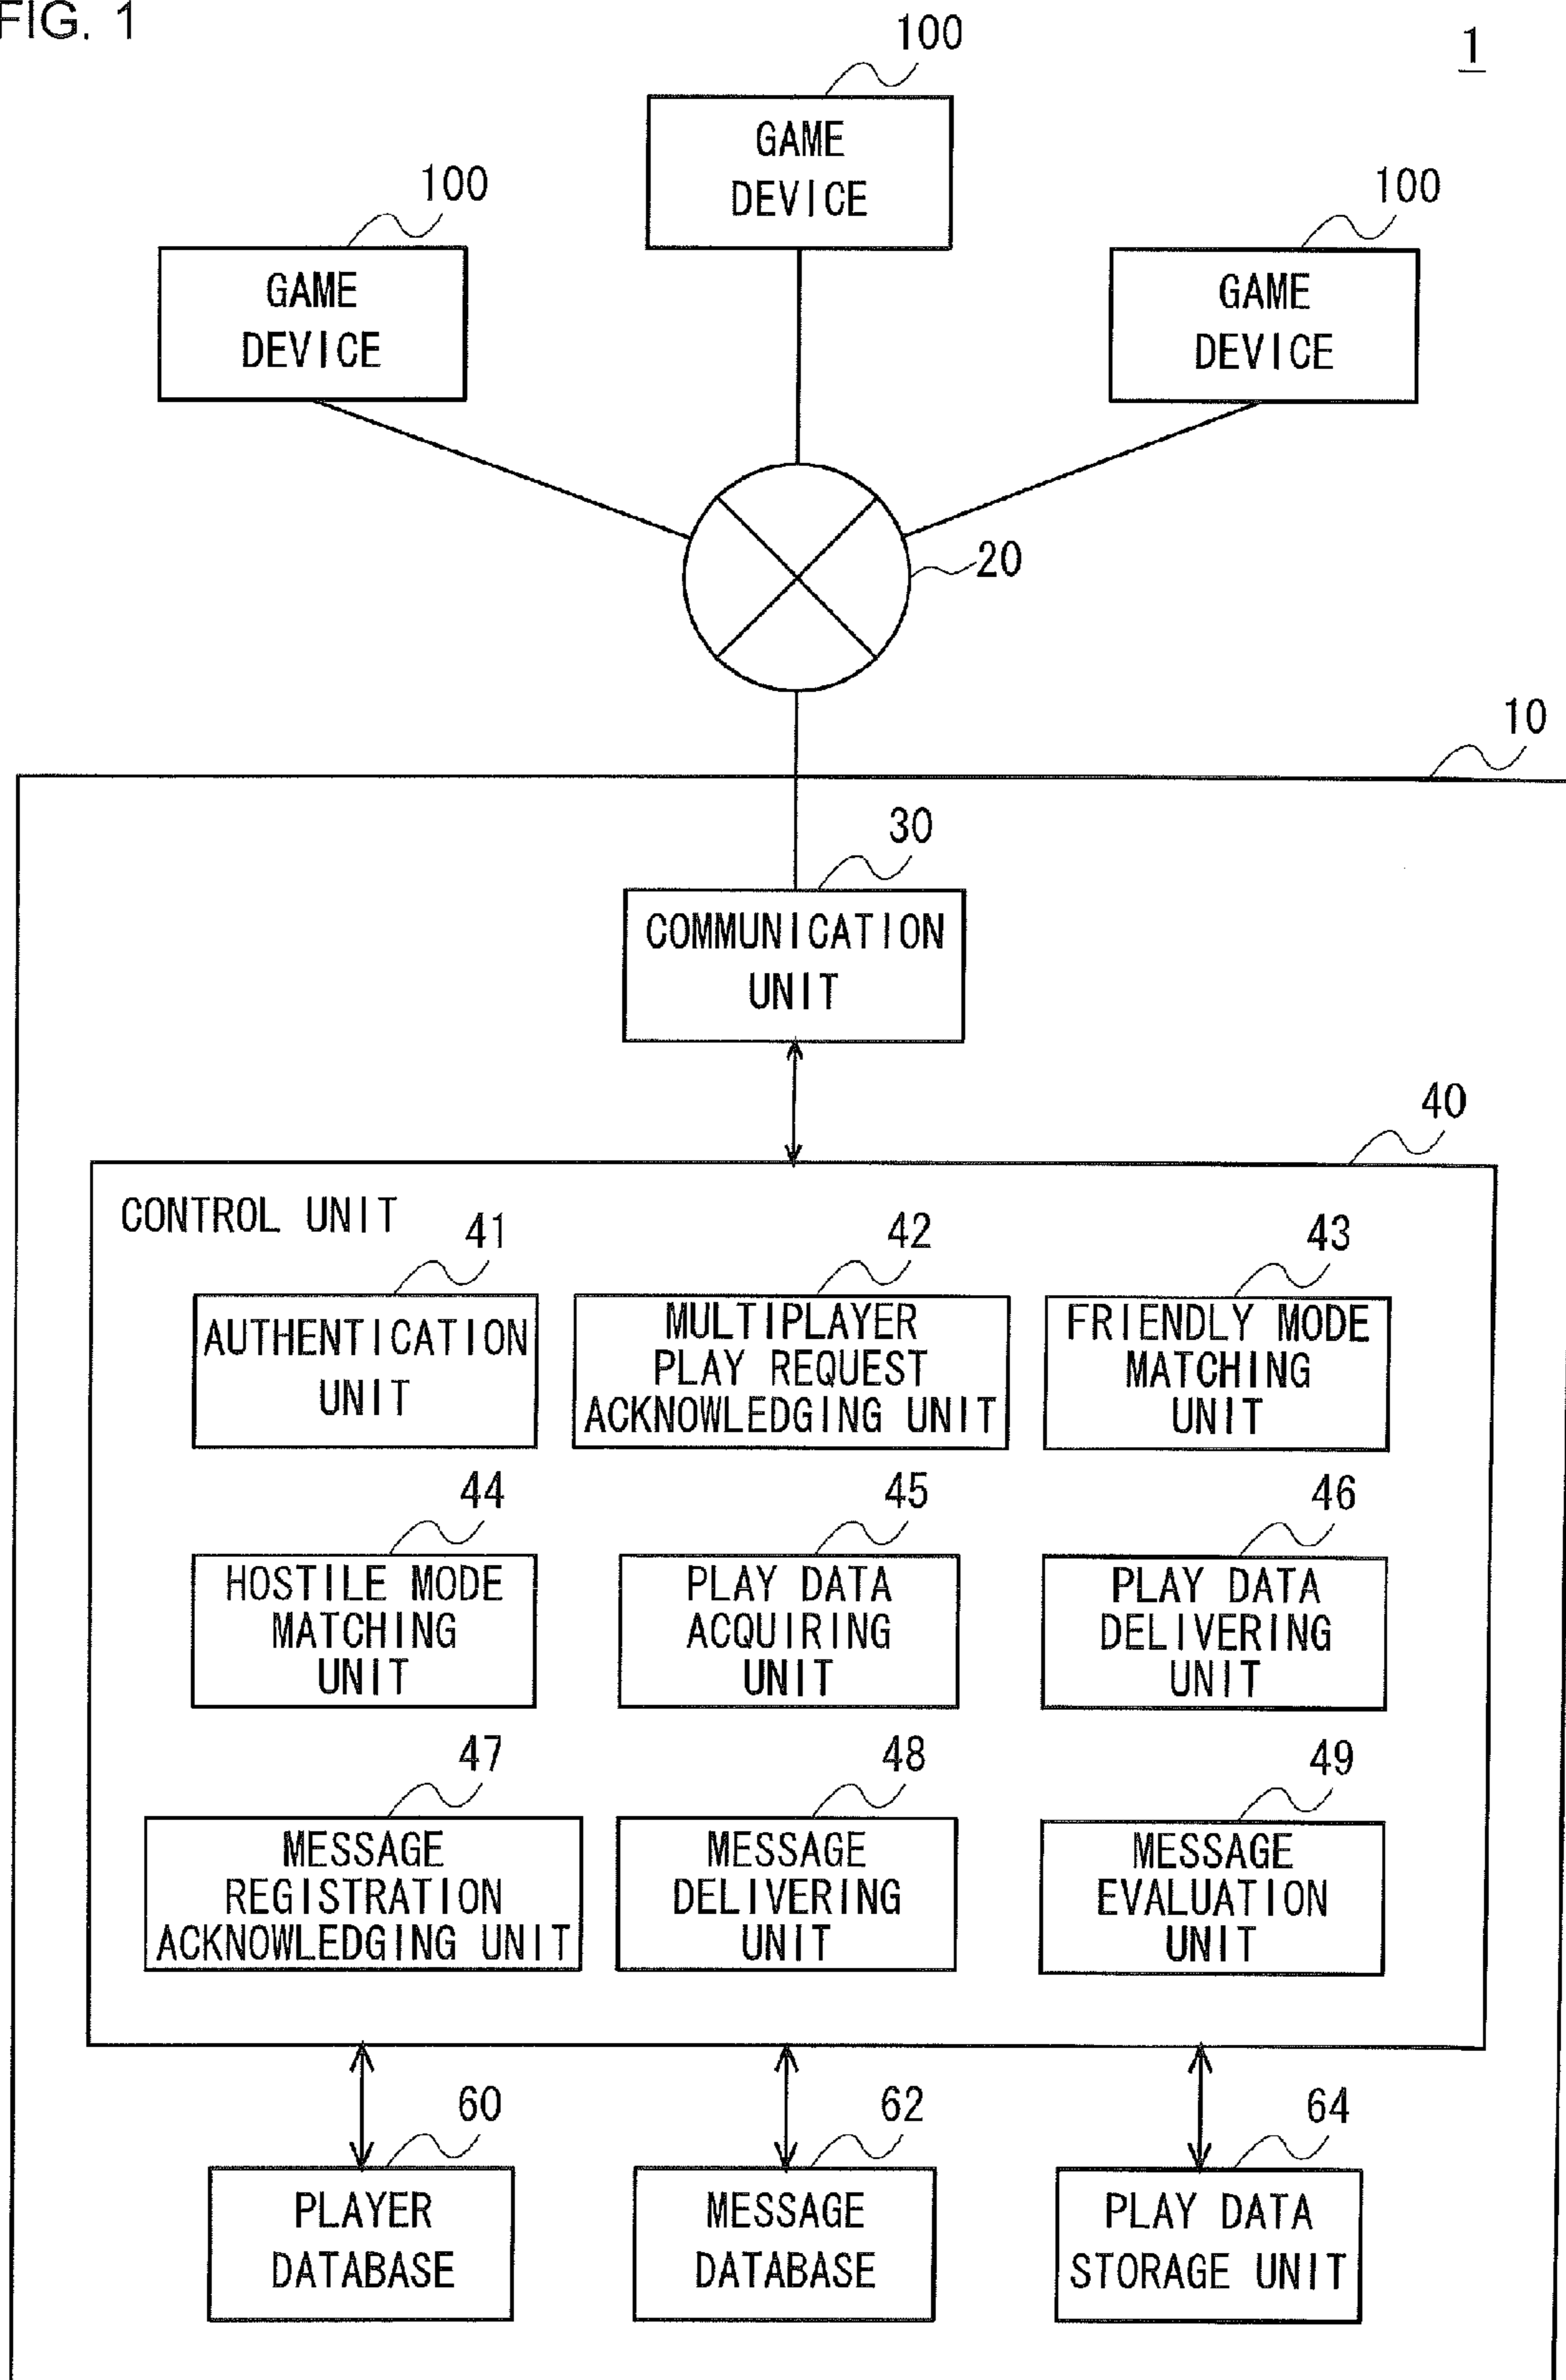 FIG. 1
1
100
GAME
DEVICE
100
GAME
DEVICE
100
GAME
DEVICE
20
10
30
COMMUNICATION
UNIT
40
CONTROL UNIT
41
AUTHENTICATION
UNIT
42
MULTIPLAYER
PLAY REQUEST
ACKNOWLEDGING UNIT
43
FRIENDLY MODE
MATCHING
UNIT
44
HOSTILE MODE
MATCHING
UNIT
45
PLAY DATA
ACQUIRING
UNIT
46
PLAY DATA
DELIVERING
UNIT
47
MESSAGE
REGISTRATION
ACKNOWLEDGING UNIT
48
MESSAGE
DELIVERING
UNIT
49
MESSAGE
EVALUATION
UNIT
60
PLAYER
DATABASE
62
MESSAGE
DATABASE
64
PLAY DATA
STORAGE UNIT